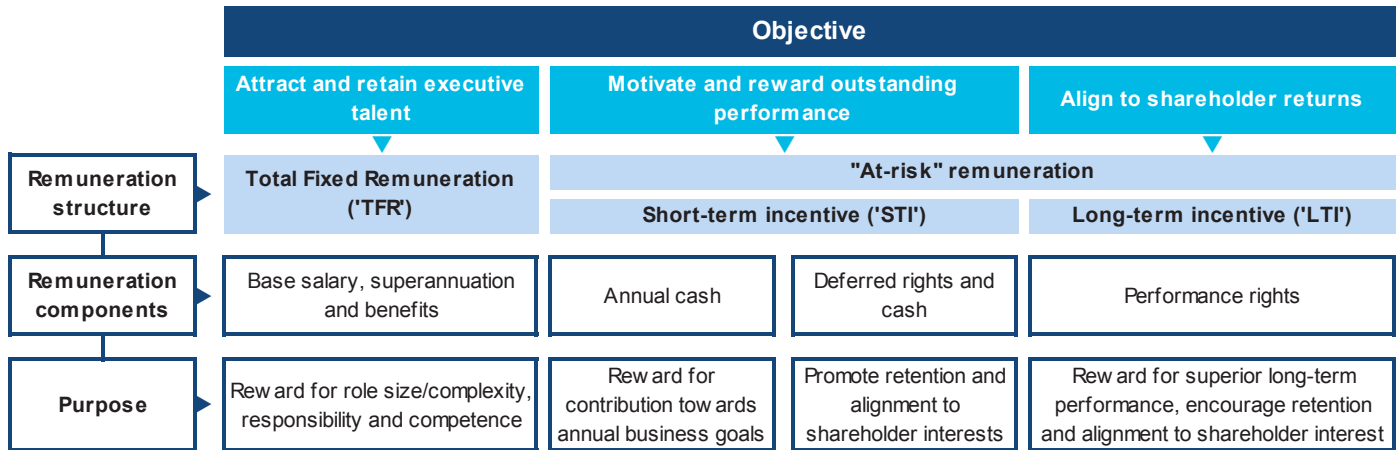 Objective
Attract and retain executive
talent
Motivate and reward outstanding
performance
Align to shareholder returns
Remuneration
structure
Total Fixed Remuneration
('TFR')
"At-risk" remuneration
Short-term incentive ('STI')
Long-term incentive ('LTI')
Remuneration
components
Base salary, superannuation
and benefits
Annual cash
Deferred rights and
cash
Performance rights
Purpose
Reward for role size/complexity,
responsibility and competence
Reward for
contribution towards
annual business goals
Promote retention and
alignment to
shareholder interests
Reward for superior long-term
performance, encourage retention
and alignment to shareholder interest